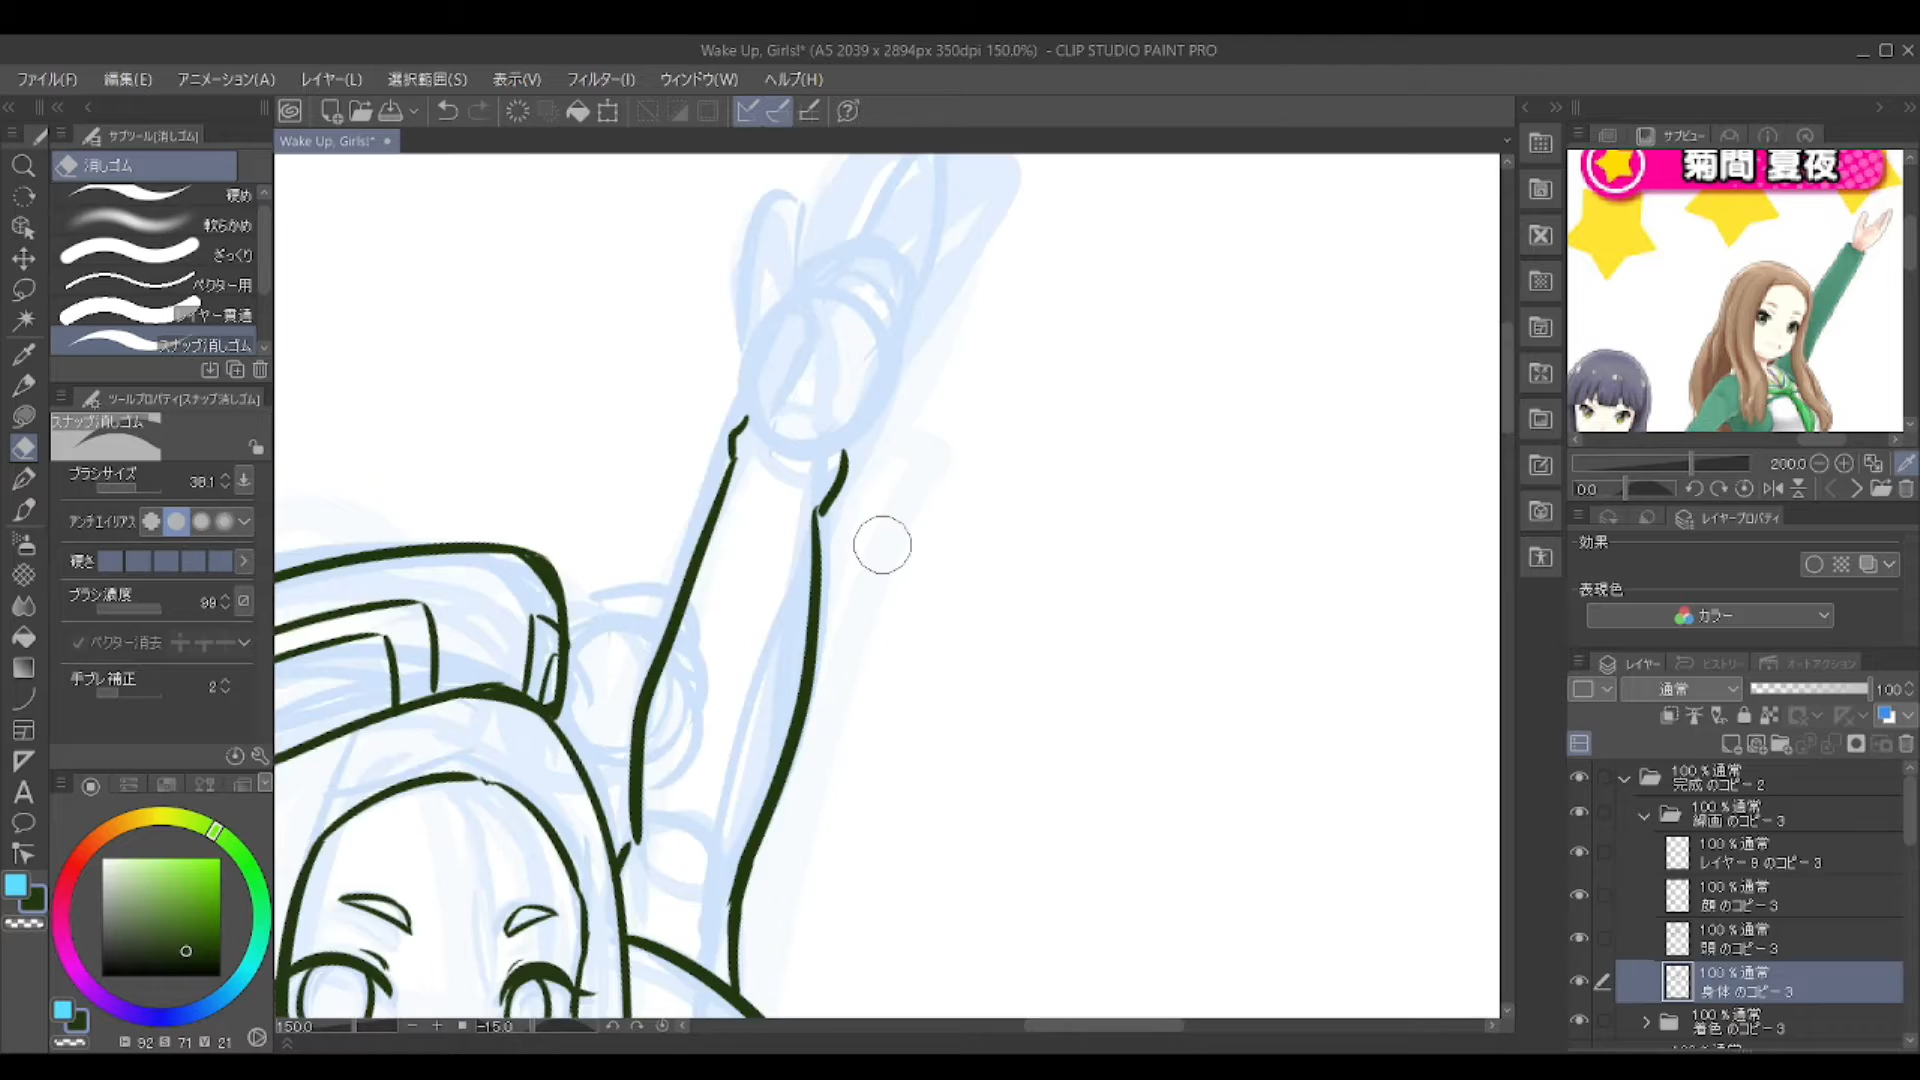 Wake Up, Girls!* (A5 2039 x 2894px 350dpi 150.0%) - CLIP STUDIO PAINT PRO
ファイル(F) 編集(E) アニメーション(A) レイヤー(L) 選択範囲(S) 表示(V) フィルター(I) ウィンドウ(W) ヘルプ(H)
サブツール[消しゴム]
Wake Up, Girls!*
サブビュー
消しゴム
菊間 夏夜
硬め
軟らかめ
ざっくり
ベクター用
レイヤー貫通
スナップ消しゴム
ツールプロパティ[スナップ消しゴム]
スナップ消しゴム
ブラシサイズ 38.1
200.0
0.0
アンチエイリアス
レイヤープロパティ
硬さ
効果
ブラシ濃度 99
表現色
カラー
ベクター消去
手ブレ補正 2
レイヤー ヒストリー オートアクション
通常 100
100 % 通常
完成 のコピー 2
100 % 通常
線画 のコピー 3
100 % 通常
レイヤー 9 のコピー 3
100 % 通常
顔 のコピー 3
100 % 通常
頭 のコピー 3
100 % 通常
身体 のコピー 3
100 % 通常
着色 のコピー 3
150.0 -15.0
H 92 S 71 V 21